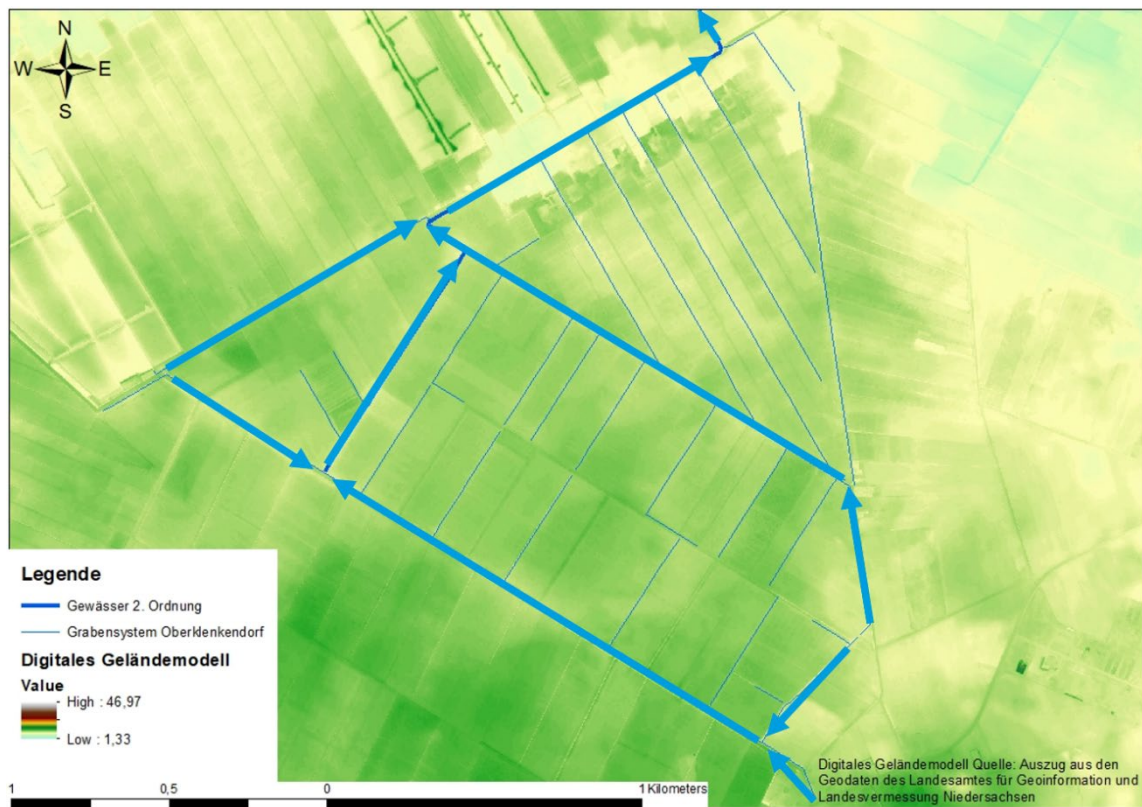 N
W E
S
Legende
Gewässer 2. Ordnung
Grabensystem Oberklenkendorf
Digitales Geländemodell
Value
High : 46,97
Low : 1,33
1 0,5 0 1 Kilometers
Digitales Geländemodell Quelle: Auszug aus den
Geodaten des Landesamtes für Geoinformation und
Landesvermessung Niedersachsen